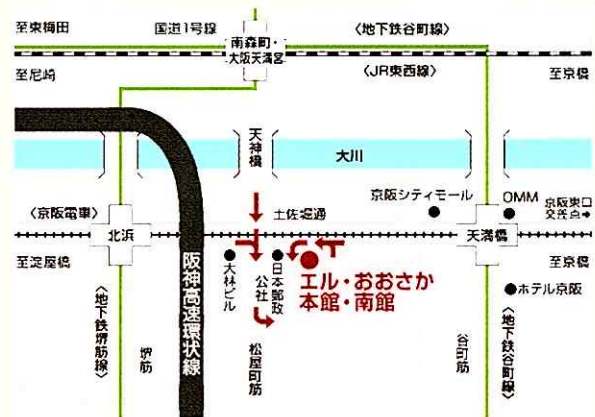 至東梅田
国道1号線
南森町・
大阪天満宮
〈地下鉄谷町線〉
至尼崎
〈JR東西線〉
至京橋
天神橋
大川
京阪シティモール
OMM
京阪東口
交差点→
〈京阪電車〉
北浜
土佐堀通
天満橋
至淀屋橋
至京橋
大林ビル
公社
日本郵政
エル・おおさか
本館・南館
ホテル京阪
阪神高速環状線
〈地下鉄堺筋線〉
堺筋
松屋町筋
谷町筋
〈地下鉄谷町線〉